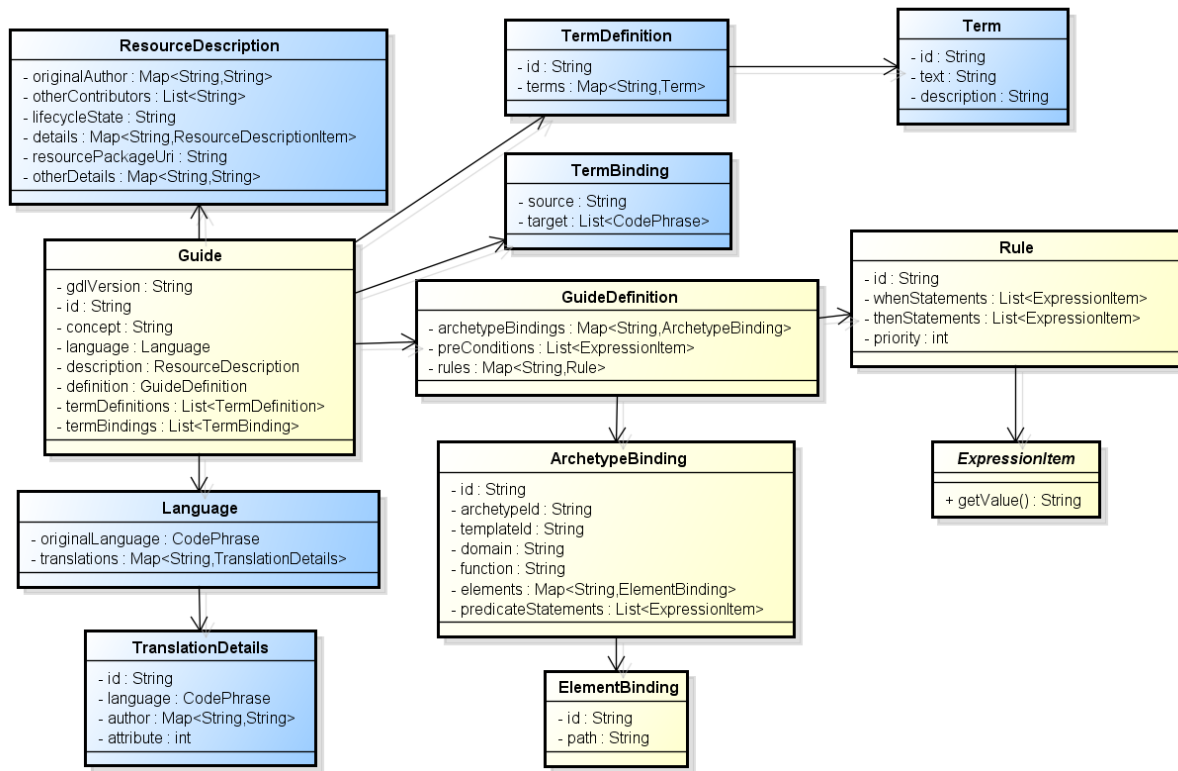 ResourceDescription
- originalAuthor : Map<String,String>
- otherContributors : List<String>
- lifecycleState : String
- details : Map<String,ResourceDescriptionItem>
- resourcePackageUri : String
- otherDetails : Map<String,String>
TermDefinition
- id : String
- terms : Map<String,Term>
Term
- id : String
- text : String
- description : String
TermBinding
- source : String
- target : List<CodePhrase>
Guide
- gdlVersion : String
- id : String
- concept : String
- language : Language
- description : ResourceDescription
- definition : GuideDefinition
- termDefinitions : List<TermDefinition>
- termBindings : List<TermBinding>
GuideDefinition
- archetypeBindings : Map<String,ArchetypeBinding>
- preConditions : List<ExpressionItem>
- rules : Map<String,Rule>
Rule
- id : String
- whenStatements : List<ExpressionItem>
- thenStatements : List<ExpressionItem>
- priority : int
ExpressionItem
+ getValue() : String
ArchetypeBinding
- id : String
- archetypeId : String
- templateId : String
- domain : String
- function : String
- elements : Map<String,ElementBinding>
- predicateStatements : List<ExpressionItem>
Language
- originalLanguage : CodePhrase
- translations : Map<String,TranslationDetails>
TranslationDetails
- id : String
- language : CodePhrase
- author : Map<String,String>
- attribute : int
ElementBinding
- id : String
- path : String